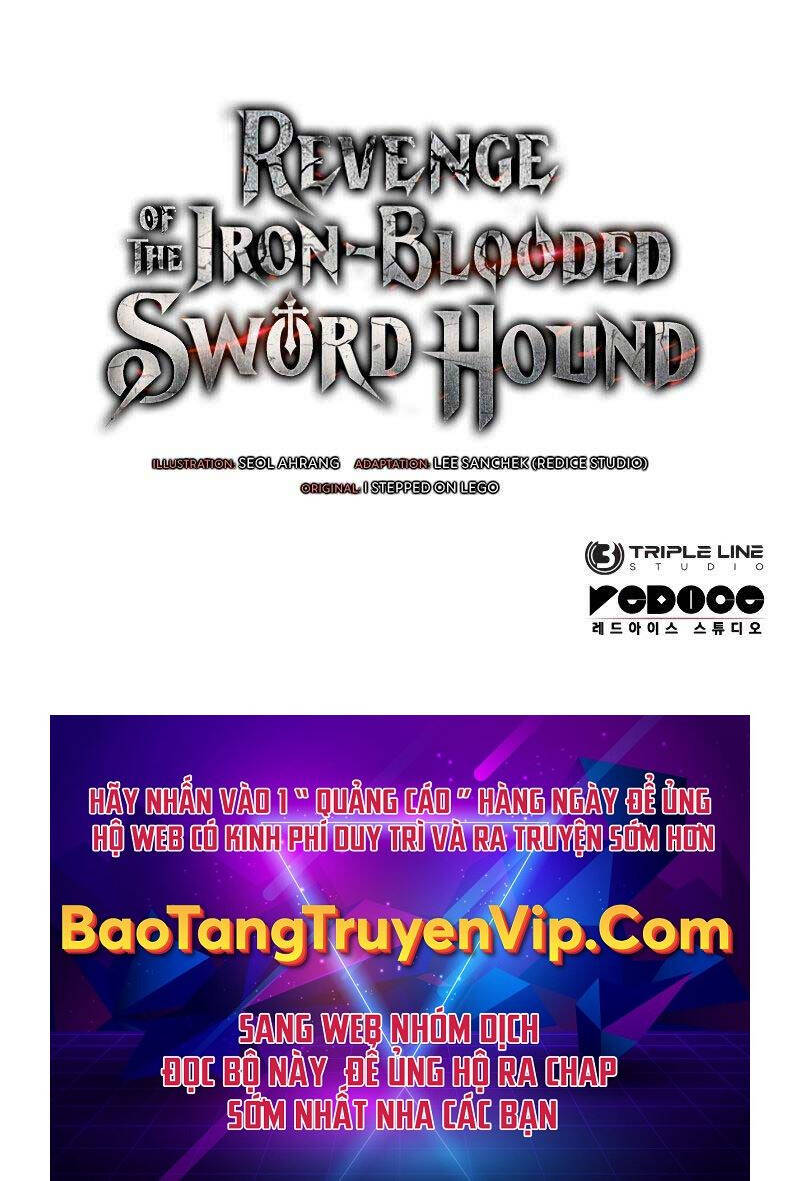 REVENGE
OF THE IRON-BLOODED
SWORD HOUND
ILLUSTRATION: SEOL AHRANG ADAPTATION: LEE SANCHEK (REDICE STUDIO)
ORIGINAL: I STEPPED ON LEGO
3 TRIPLE LINE
STUDIO
REDICE
레드아이스 스튜디오
HÃY NHẤN VÀO 1 “ QUẢNG CÁO ” HÀNG NGÀY ĐỂ ỦNG
HỘ WEB CÓ KINH PHÍ DUY TRÌ VÀ RA TRUYỆN SỚM HƠN
BaoTangTruyenVip.Com
SANG WEB NHÓM DỊCH
ĐỌC BỘ NÀY ĐỂ ỦNG HỘ RA CHAP
SỚM NHẤT NHA CÁC BẠN